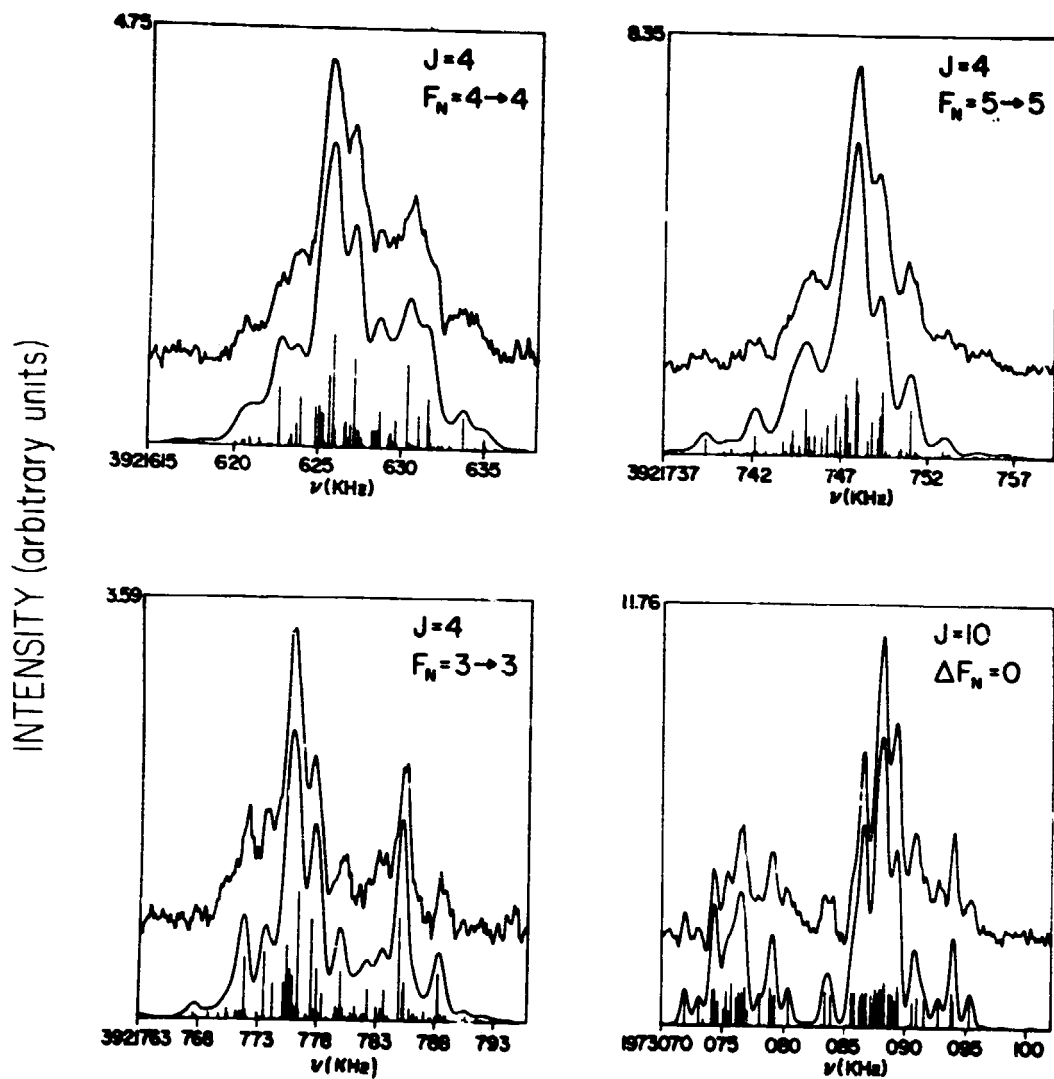 INTENSITY (arbitrary units)
4.75
J=4
F_N=4→4
3921615 620 625 630 635
ν(KHz)
8.35
J=4
F_N=5→5
3921737 742 747 752 757
ν(KHz)
3.59
J=4
F_N=3→3
3921763 768 773 778 783 788 793
ν(KHz)
11.76
J=10
ΔF_N=0
1973070 075 080 085 090 095 100
ν(KHz)